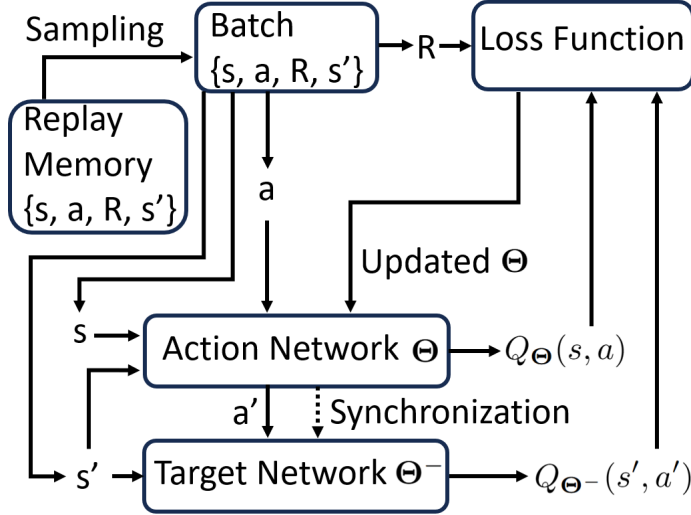 Sampling
Batch
{s, a, R, s’}
R
Loss Function
Replay
Memory
{s, a, R, s’}
a
Updated Θ
s
Action Network Θ
Q_Θ(s, a)
a’
Synchronization
s’
Target Network Θ⁻
Q_Θ⁻(s′, a′)